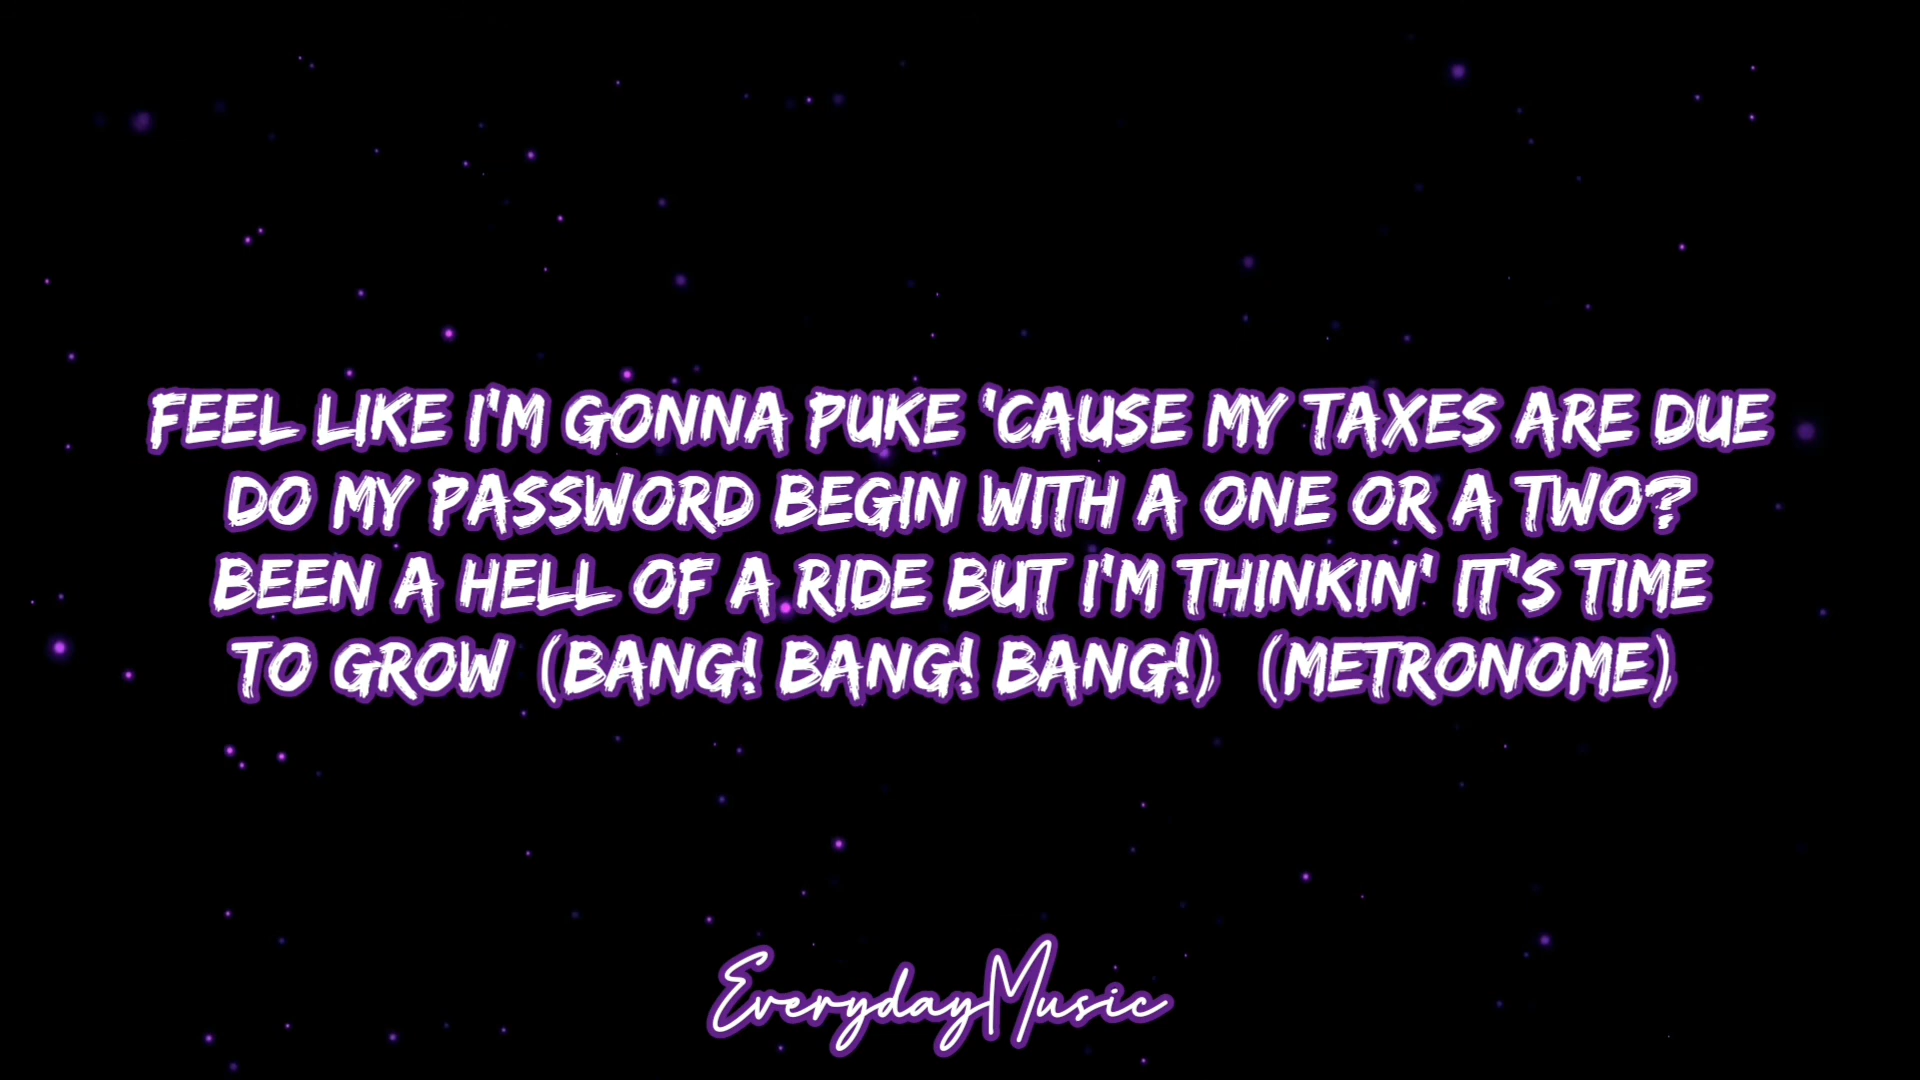 FEEL LIKE I'M GONNA PUKE 'CAUSE MY TAXES ARE DUE
DO MY PASSWORD BEGIN WITH A ONE OR A TWO?
BEEN A HELL OF A RIDE BUT I'M THINKIN' IT'S TIME
TO GROW (BANG! BANG! BANG!) (METRONOME)
EverydayMusic